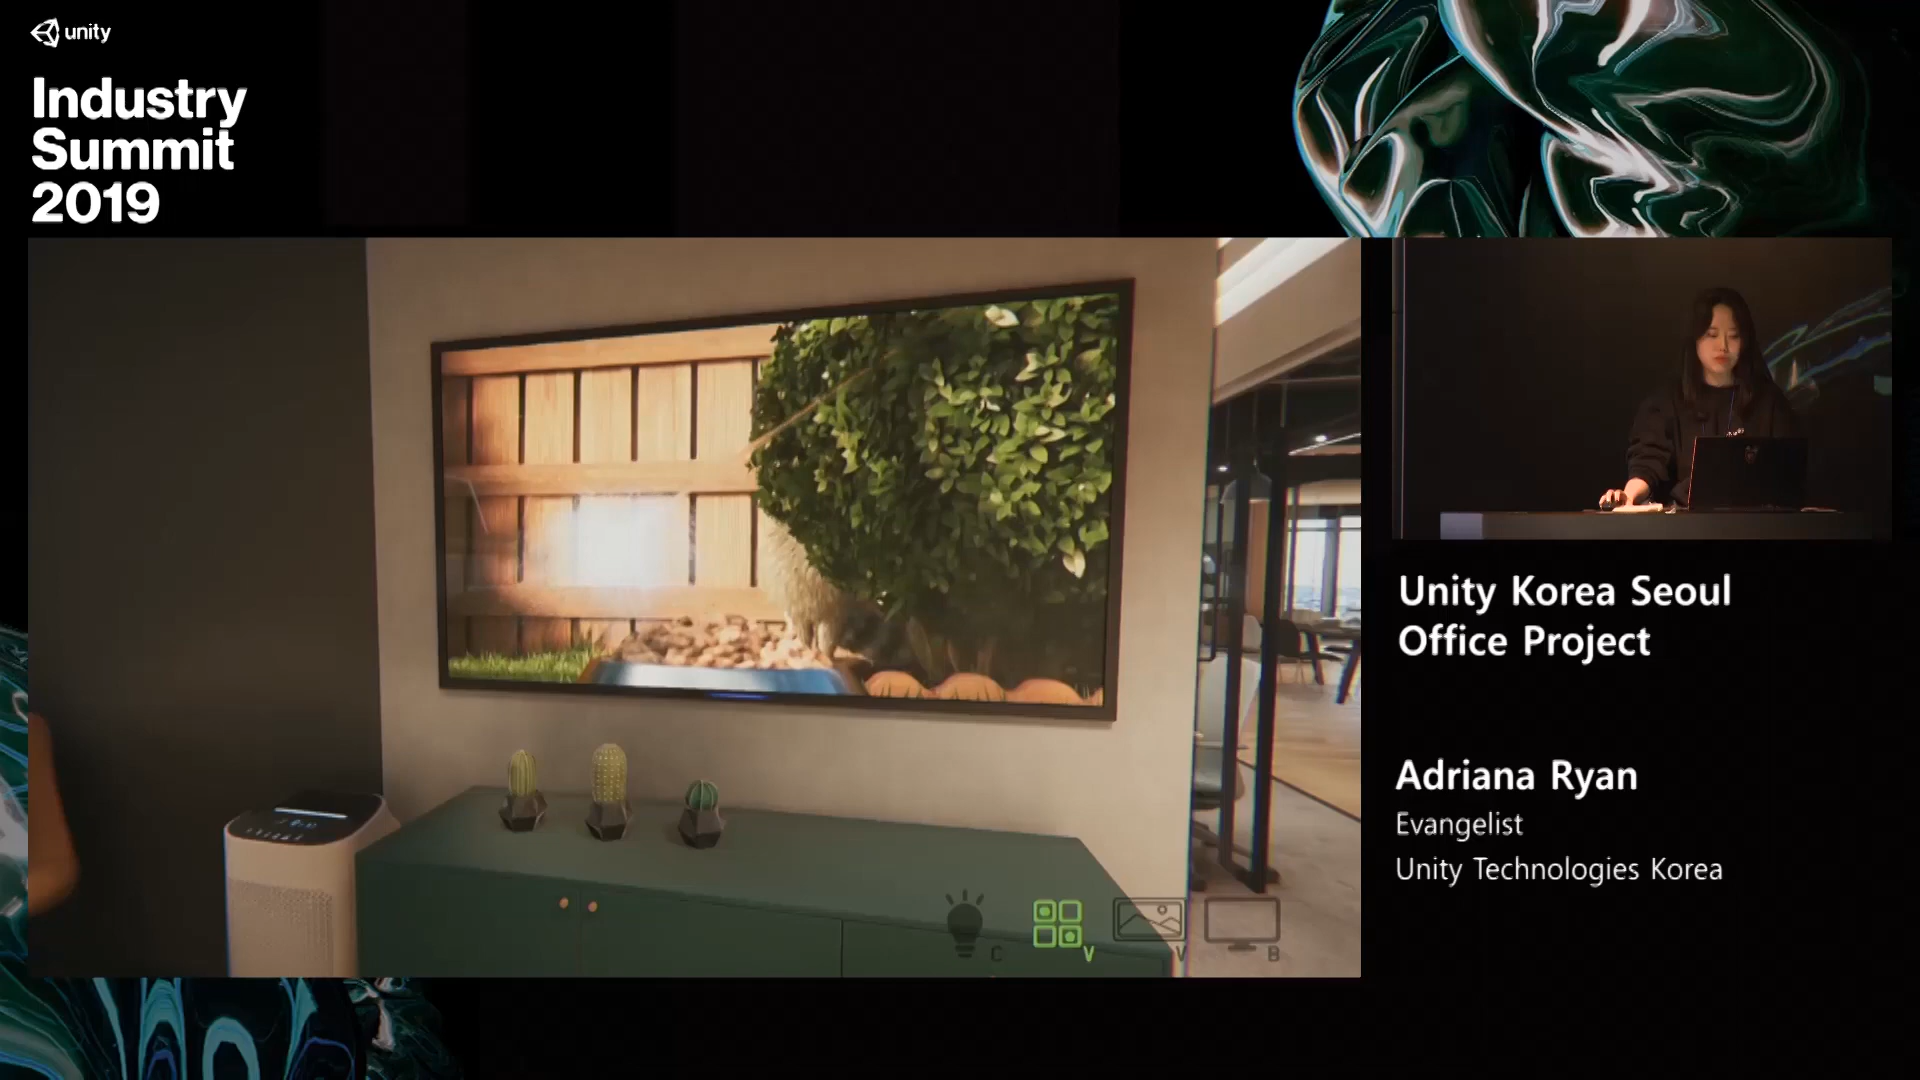 unity
Industry
Summit
2019
C
V
V
B
Unity Korea Seoul
Office Project
Adriana Ryan
Evangelist
Unity Technologies Korea